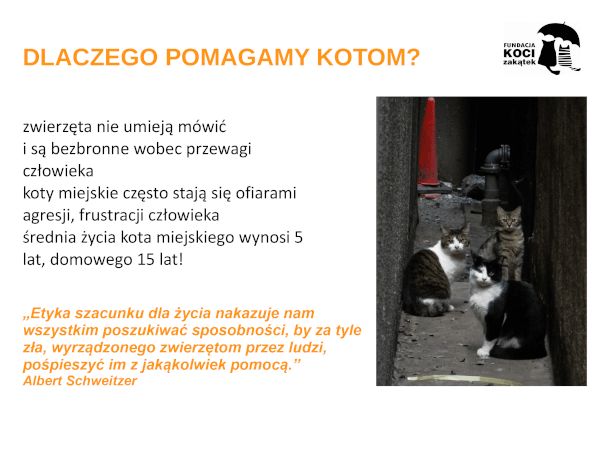 DLACZEGO POMAGAMY KOTOM?
FUNDACJA
KOCI
zakątek
zwierzęta nie umieją mówić
i są bezbronne wobec przewagi
człowieka
koty miejskie często stają się ofiarami
agresji, frustracji człowieka
średnia życia kota miejskiego wynosi 5
lat, domowego 15 lat!
„Etyka szacunku dla życia nakazuje nam
wszystkim poszukiwać sposobności, by za tyle
zła, wyrządzonego zwierzętom przez ludzi,
pośpieszyć im z jakąkolwiek pomocą.”
Albert Schweitzer